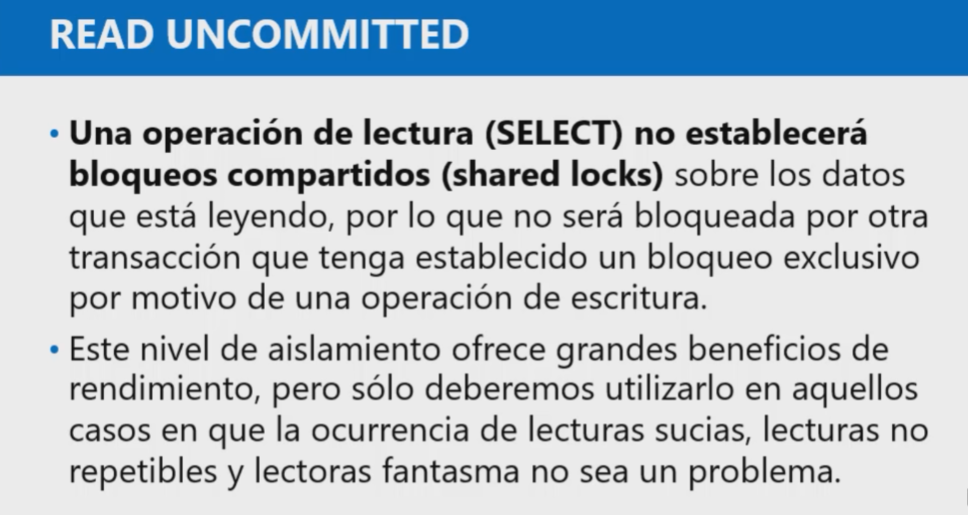 READ UNCOMMITTED
• Una operación de lectura (SELECT) no establecerá
bloqueos compartidos (shared locks) sobre los datos
que está leyendo, por lo que no será bloqueada por otra
transacción que tenga establecido un bloqueo exclusivo
por motivo de una operación de escritura.
• Este nivel de aislamiento ofrece grandes beneficios de
rendimiento, pero sólo deberemos utilizarlo en aquellos
casos en que la ocurrencia de lecturas sucias, lecturas no
repetibles y lectoras fantasma no sea un problema.